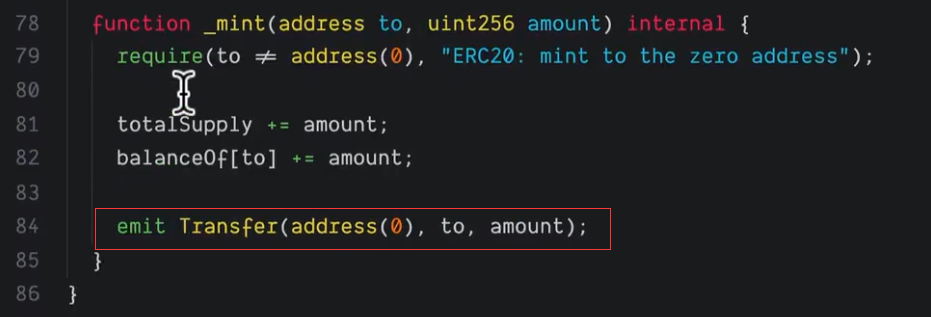 78 function _mint(address to, uint256 amount) internal {
79 require(to ≠ address(0), "ERC20: mint to the zero address");
80
81 totalSupply += amount;
82 balanceOf[to] += amount;
83
84 emit Transfer(address(0), to, amount);
85 }
86 }